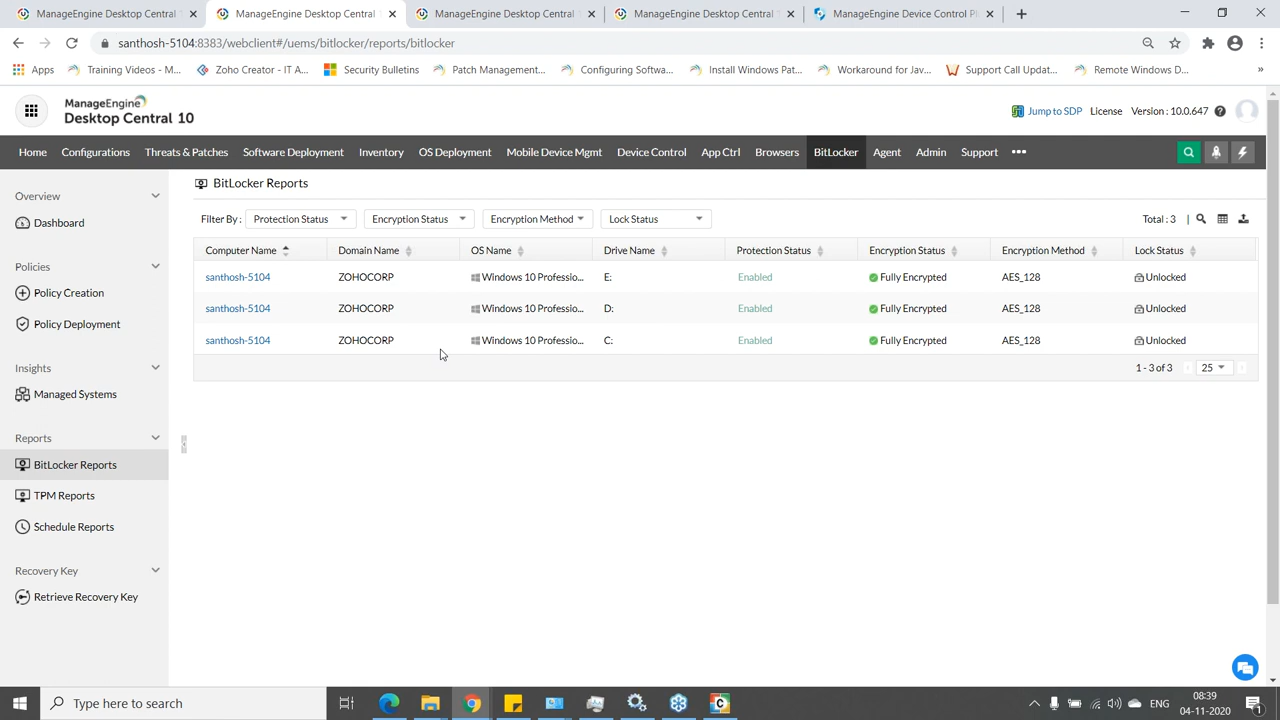 ManageEngine Desktop Central 1
ManageEngine Desktop Central 1
ManageEngine Desktop Central 1
ManageEngine Desktop Central 1
ManageEngine Device Control Pl
santhosh-5104:8383/webclient#/uems/bitlocker/reports/bitlocker
Apps
Training Videos - M...
Zoho Creator - IT A...
Security Bulletins
Patch Management...
Configuring Softwa...
Install Windows Pat...
Workaround for Jav...
Support Call Updat...
Remote Windows D...
»
ManageEngine
Desktop Central 10
Jump to SDP License Version : 10.0.647
Home Configurations Threats & Patches Software Deployment Inventory OS Deployment Mobile Device Mgmt Device Control App Ctrl Browsers BitLocker Agent Admin Support •••
Overview
Dashboard
Policies
Policy Creation
Policy Deployment
Insights
Managed Systems
Reports
BitLocker Reports
TPM Reports
Schedule Reports
Recovery Key
Retrieve Recovery Key
BitLocker Reports
Filter By : Protection Status Encryption Status Encryption Method Lock Status Total : 3
Computer Name Domain Name OS Name Drive Name Protection Status Encryption Status Encryption Method Lock Status
santhosh-5104 ZOHOCORP Windows 10 Professio... E: Enabled Fully Encrypted AES_128 Unlocked
santhosh-5104 ZOHOCORP Windows 10 Professio... D: Enabled Fully Encrypted AES_128 Unlocked
santhosh-5104 ZOHOCORP Windows 10 Professio... C: Enabled Fully Encrypted AES_128 Unlocked
1 - 3 of 3 25
Type here to search
ENG
08:39
04-11-2020
1